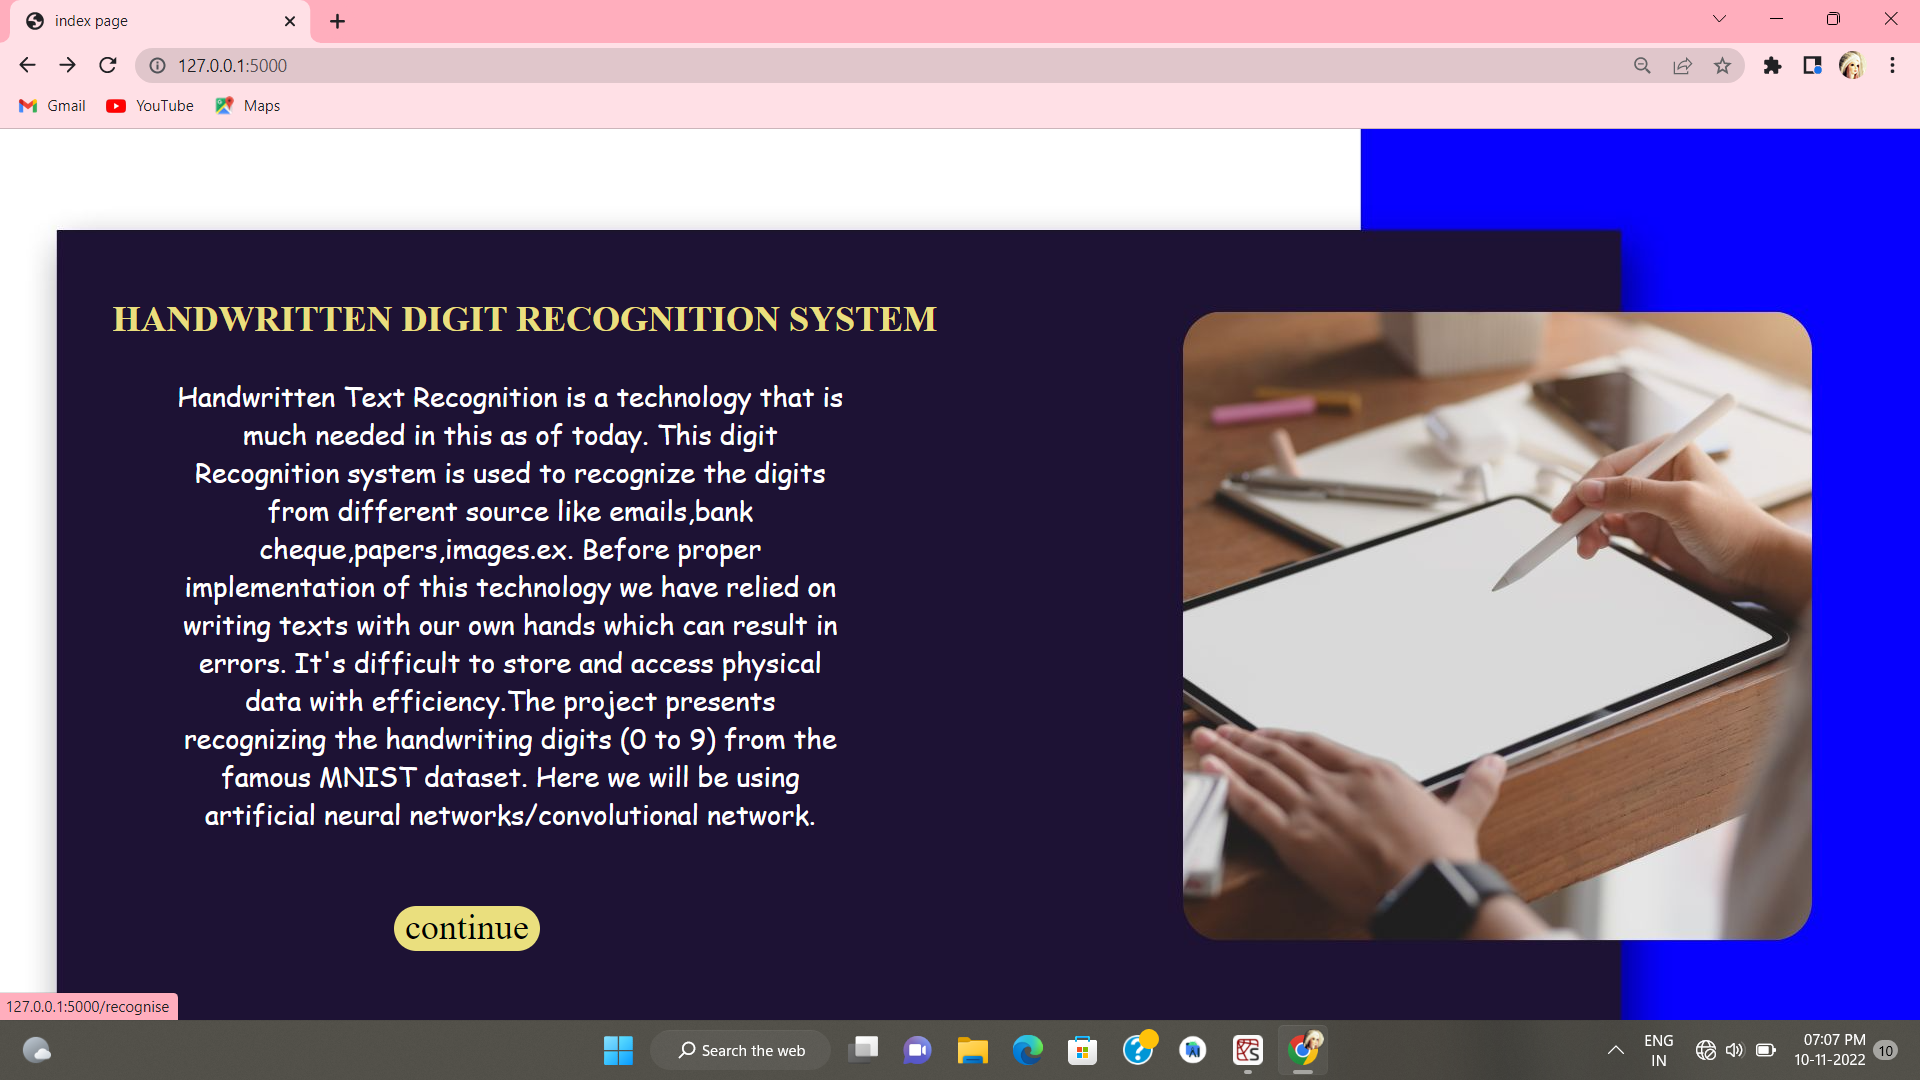 index page
127.0.0.1:5000
Gmail YouTube Maps
HANDWRITTEN DIGIT RECOGNITION SYSTEM
Handwritten Text Recognition is a technology that is
much needed in this as of today. This digit
Recognition system is used to recognize the digits
from different source like emails,bank
cheque,papers,images.ex. Before proper
implementation of this technology we have relied on
writing texts with our own hands which can result in
errors. It's difficult to store and access physical
data with efficiency.The project presents
recognizing the handwriting digits (0 to 9) from the
famous MNIST dataset. Here we will be using
artificial neural networks/convolutional network.
continue
127.0.0.1:5000/recognise
Search the web
ENG
IN
07:07 PM
10-11-2022
10